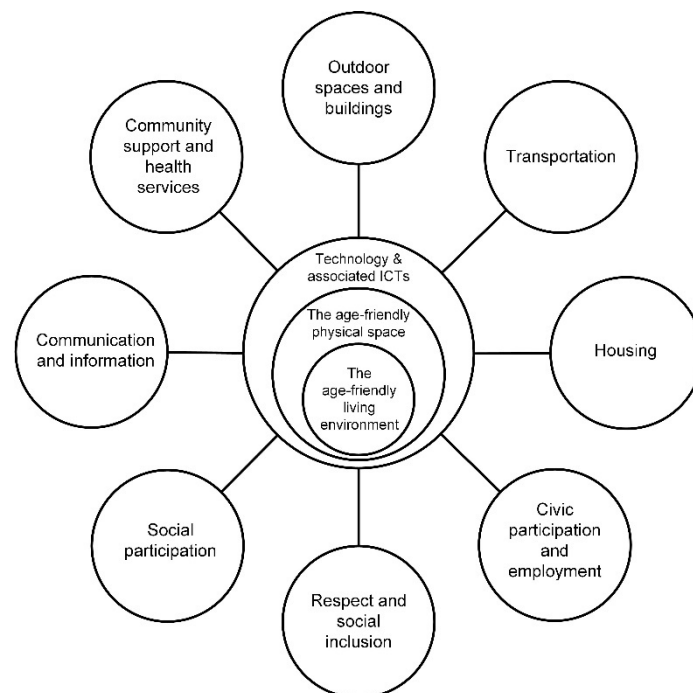 Outdoor
spaces and
buildings
Transportation
Housing
Civic
participation
and
employment
Respect and
social
inclusion
Social
participation
Communication
and information
Community
support and
health
services
Technology &
associated ICTs
The age-friendly
physical space
The
age-friendly
living
environment